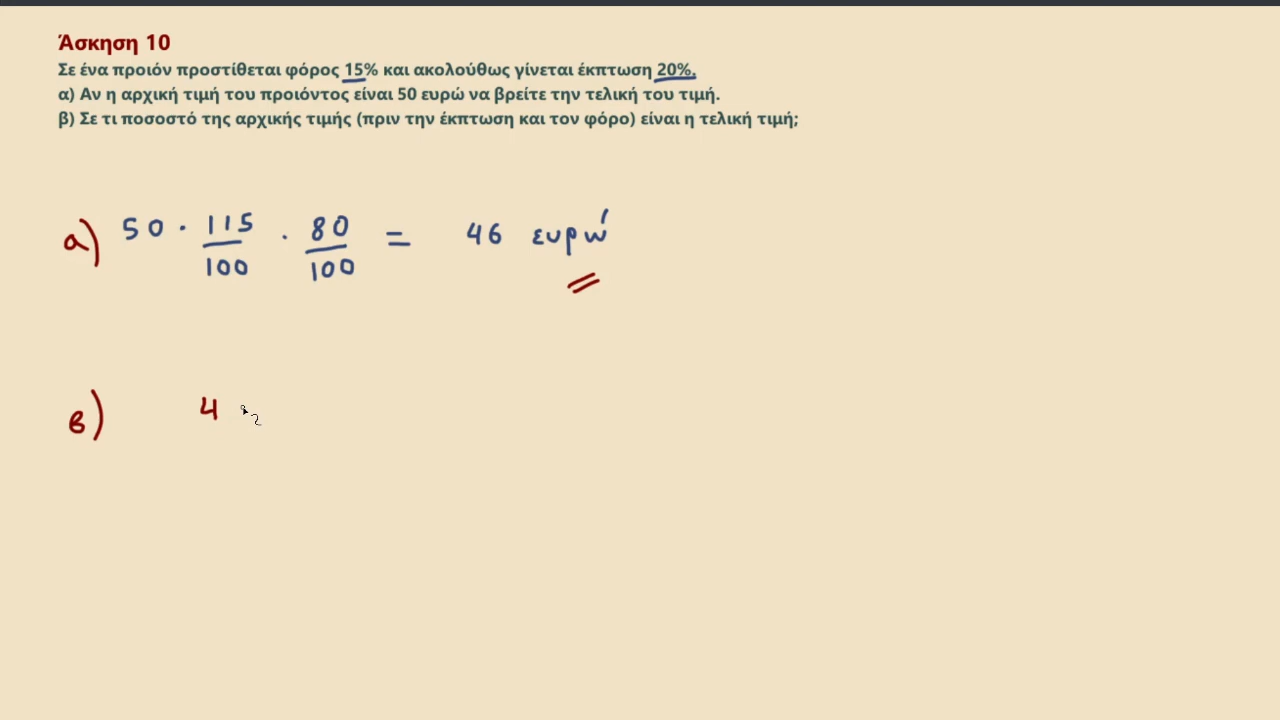 Άσκηση 10
Σε ένα προιόν προστίθεται φόρος 15% και ακολούθως γίνεται έκπτωση 20%.
α) Αν η αρχική τιμή του προιόντος είναι 50 ευρώ να βρείτε την τελική του τιμή.
β) Σε τι ποσοστό της αρχικής τιμής (πριν την έκπτωση και τον φόρο) είναι η τελική τιμή;
α) 50 · 115/100 · 80/100 = 46 ευρώ
β) 4